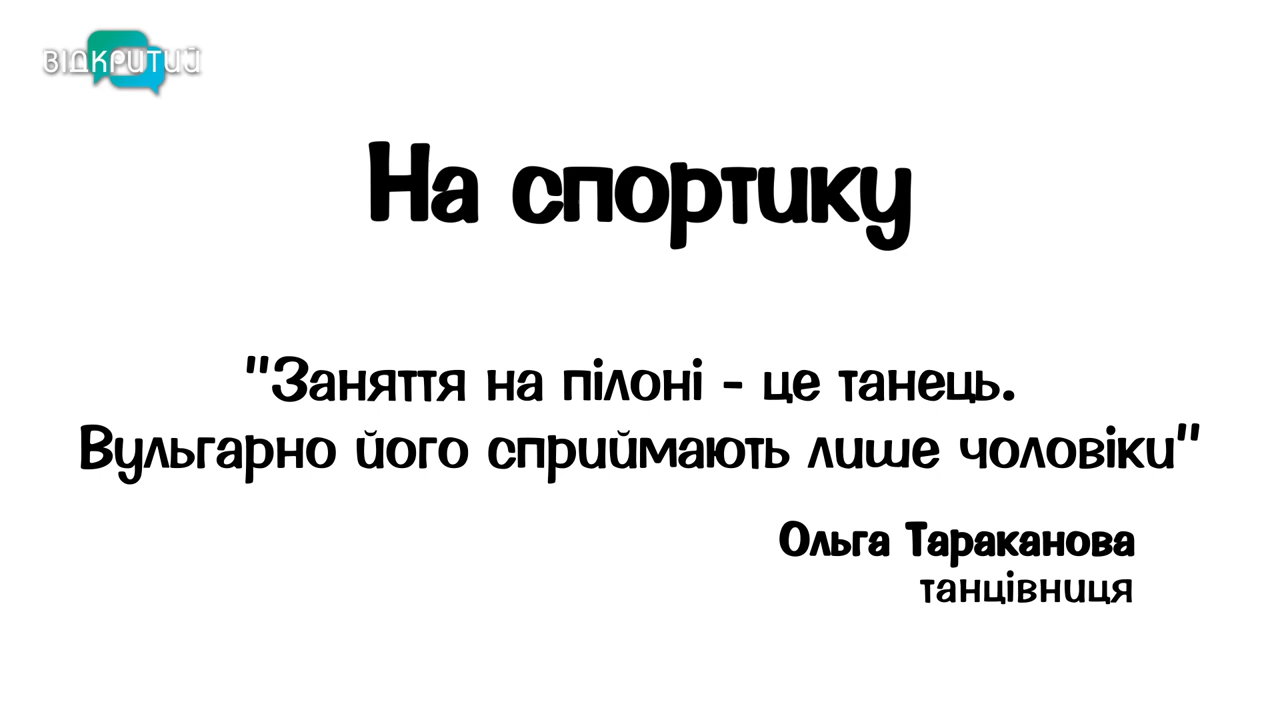 ВІДКРИТИЙ
На спортику
"Заняття на пілоні - це танець.
Вульгарно його сприймають лише чоловіки"
Ольга Тараканова
танцівниця